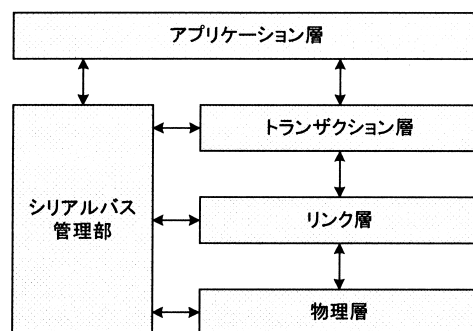 アプリケーション層
トランザクション層
シリアルバス
管理部
リンク層
物理層